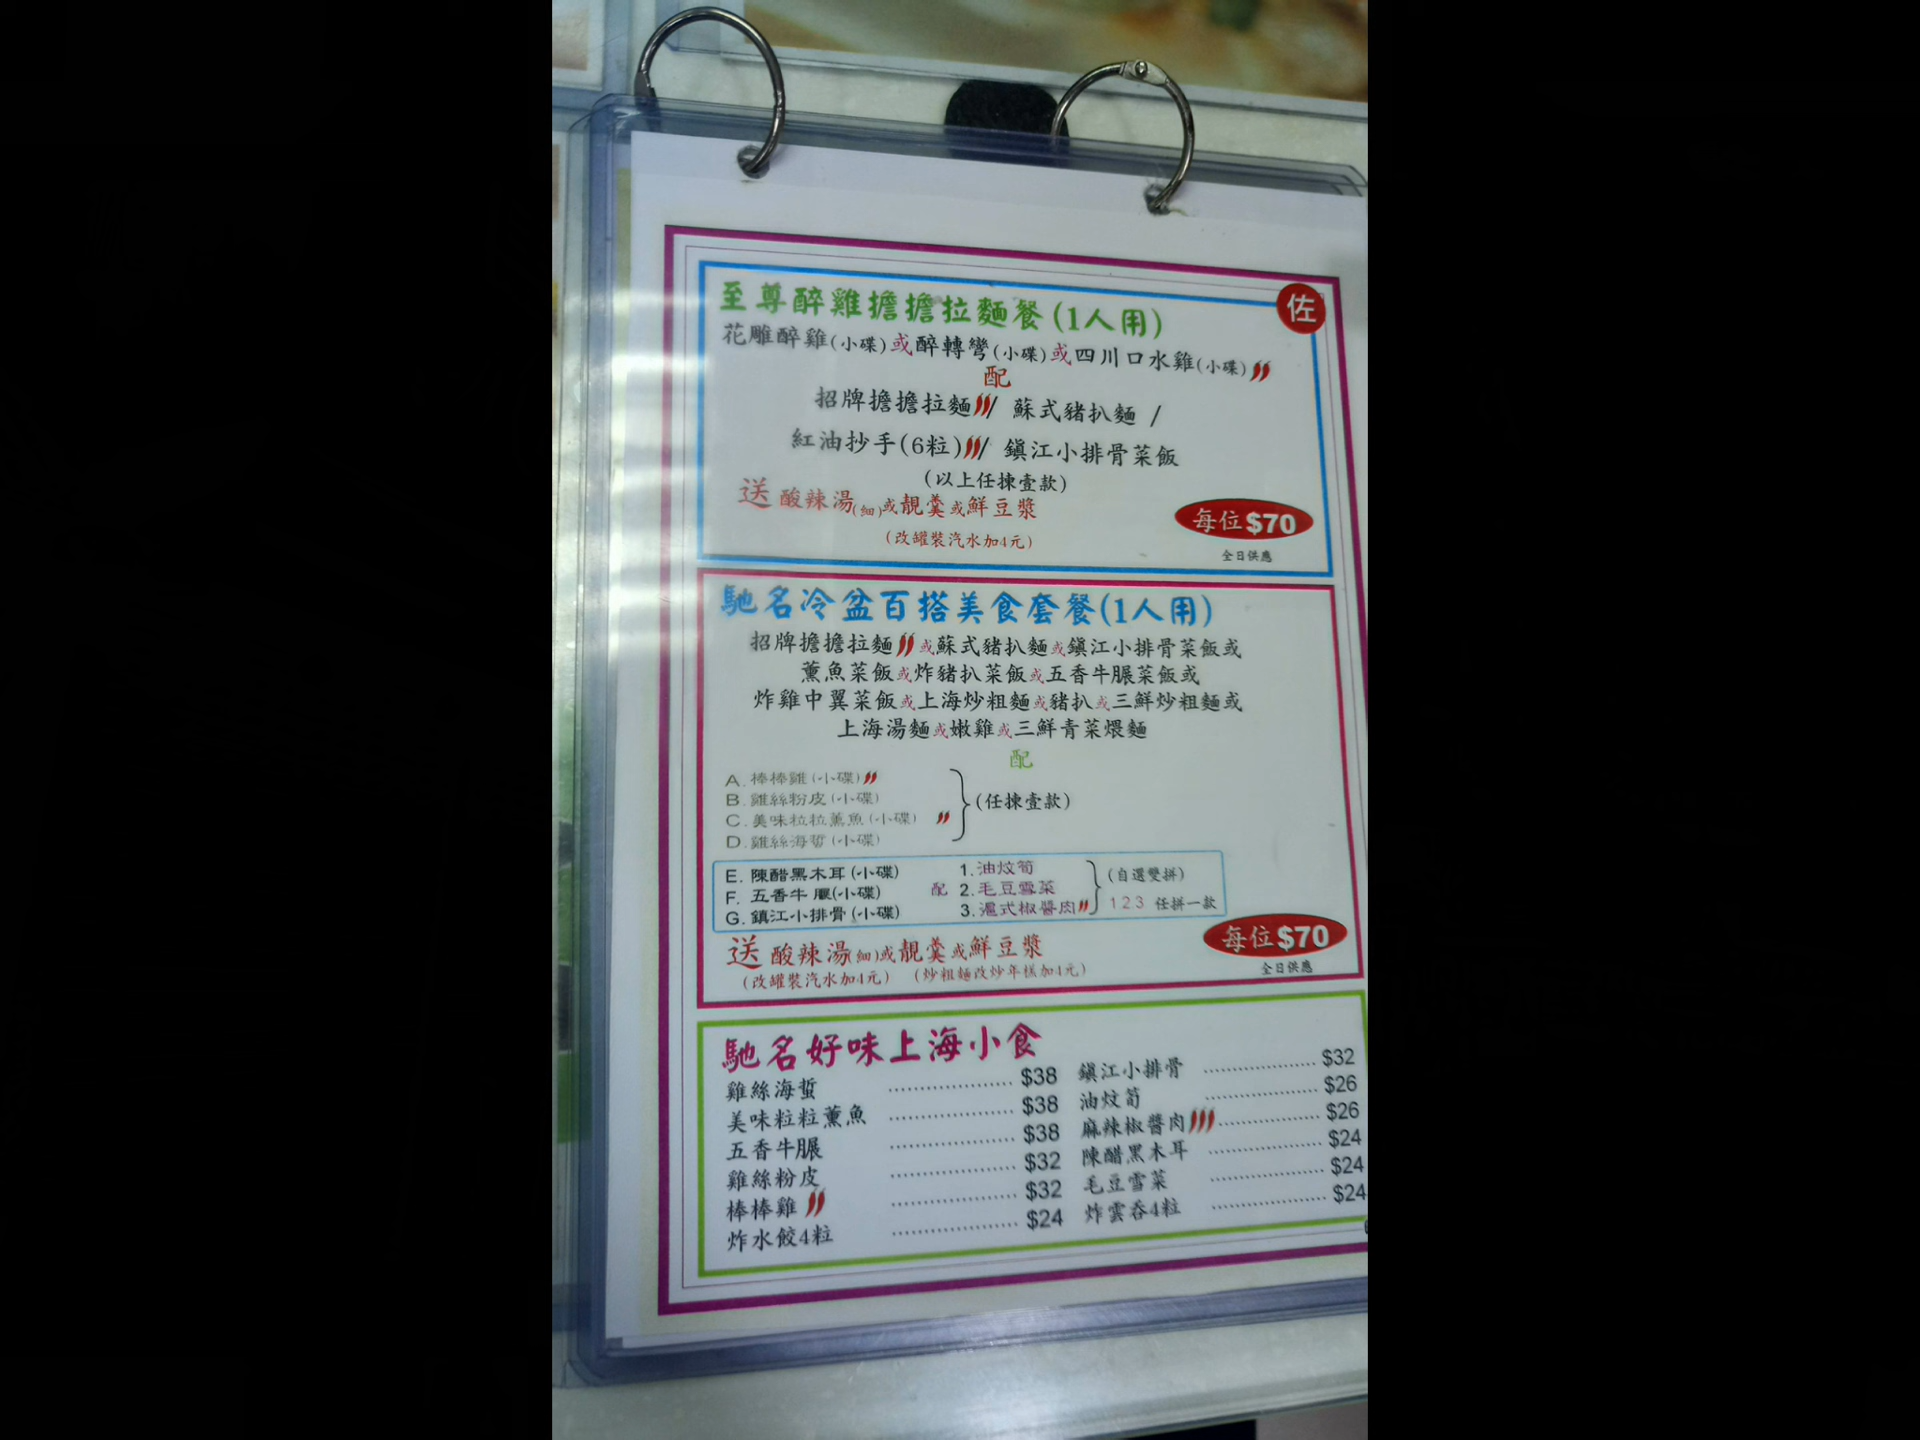 佐
至尊醉雞擔擔拉麵餐(1人用)
花雕醉雞(小碟)或醉轉彎(小碟)或四川口水雞(小碟)
配
招牌擔擔拉麵/ 蘇式豬扒麵 /
紅油抄手(6粒)/ 鎮江小排骨菜飯
(以上任揀壹款)
送 酸辣湯(細)或靚羹或鮮豆漿
(改罐裝汽水加4元)
每位$70
全日供應
馳名冷盆百搭美食套餐(1人用)
招牌擔擔拉麵或蘇式豬扒麵或鎮江小排骨菜飯或
薰魚菜飯或炸豬扒菜飯或五香牛𦟌菜飯或
炸雞中翼菜飯或上海炒粗麵或豬扒或三鮮炒粗麵或
上海湯麵或嫩雞或三鮮青菜煨麵
配
A. 棒棒雞(小碟)
B. 雞絲粉皮(小碟)
C. 美味粒粒薰魚(小碟)
D. 雞絲海蜇(小碟)
(任揀壹款)
E. 陳醋黑木耳(小碟)
F. 五香牛𦟌(小碟)
G. 鎮江小排骨(小碟)
配
1. 油炆筍
2. 毛豆雪菜
3. 滬式椒醬肉
(自選雙拼)
123 任拼一款
送 酸辣湯(細)或靚羹或鮮豆漿
(改罐裝汽水加4元) (炒粗麵改炒年糕加4元)
每位$70
全日供應
馳名好味上海小食
雞絲海蜇 $38
美味粒粒薰魚 $38
五香牛𦟌 $38
雞絲粉皮 $32
棒棒雞 $32
炸水餃4粒 $24
鎮江小排骨 $32
油炆筍 $26
麻辣椒醬肉 $26
陳醋黑木耳 $24
毛豆雪菜 $24
炸雲吞4粒 $24